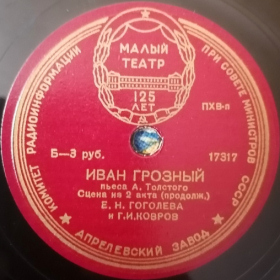 КОМИТЕТ РАДИОИНФОРМАЦИИ ПРИ СОВЕТЕ МИНИСТРОВ СССР
МАЛЫЙ
ТЕАТР
125
ЛЕТ
ПХВ-п
Б—3 руб.
17317
ИВАН ГРОЗНЫЙ
пьеса А. Толстого
Сцена из 2 акта (продолж.)
Е. Н. ГОГОЛЕВА
и Г.И.КОВРОВ
АПРЕЛЕВСКИЙ ЗАВОД